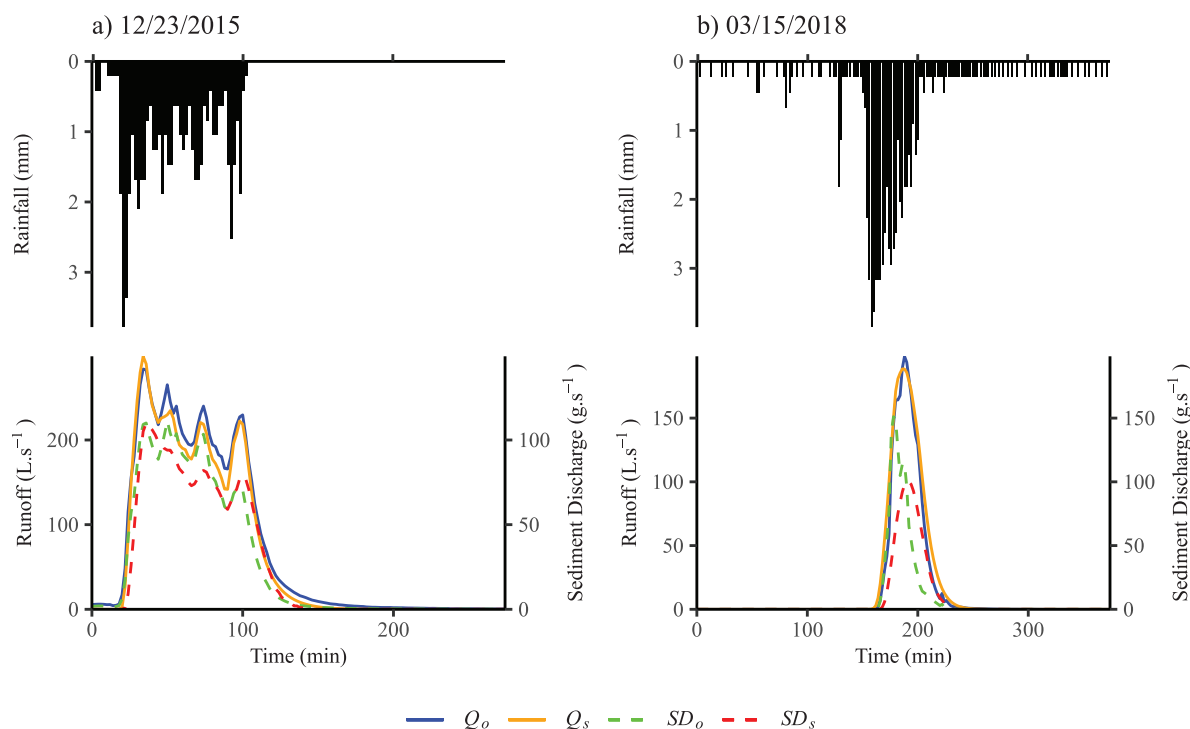 a) 12/23/2015
b) 03/15/2018
0
1
2
3
Rainfall (mm)
0
1
2
3
Rainfall (mm)
0
100
200
Runoff (L.s⁻¹)
0
50
100
Sediment Discharge (g.s⁻¹)
0
50
100
150
Runoff (L.s⁻¹)
0
50
100
150
Sediment Discharge (g.s⁻¹)
0 100 200
Time (min)
0 100 200 300
Time (min)
Qₒ Qₛ SDₒ SDₛ